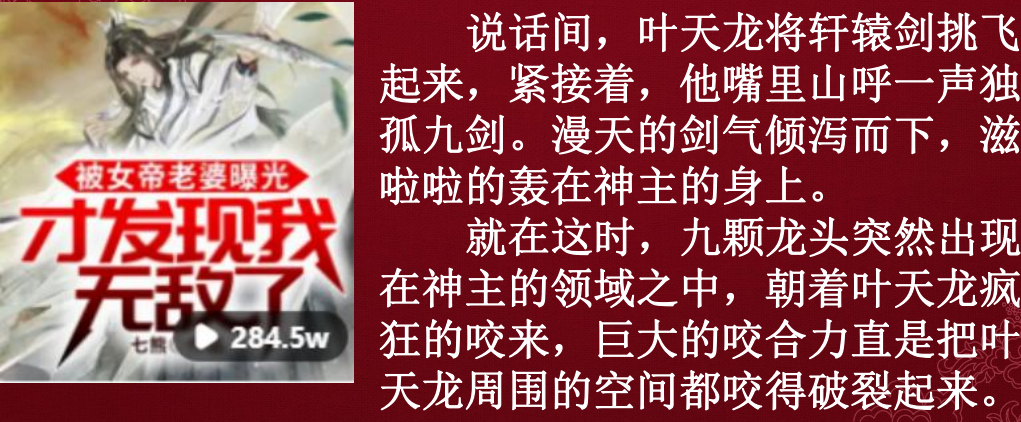 被女帝老婆曝光
才发现我
无敌了
七熊
284.5w
说话间，叶天龙将轩辕剑挑飞
起来，紧接着，他嘴里山呼一声独
孤九剑。漫天的剑气倾泻而下，滋
啦啦的轰在神主的身上。
就在这时，九颗龙头突然出现
在神主的领域之中，朝着叶天龙疯
狂的咬来，巨大的咬合力直是把叶
天龙周围的空间都咬得破裂起来。